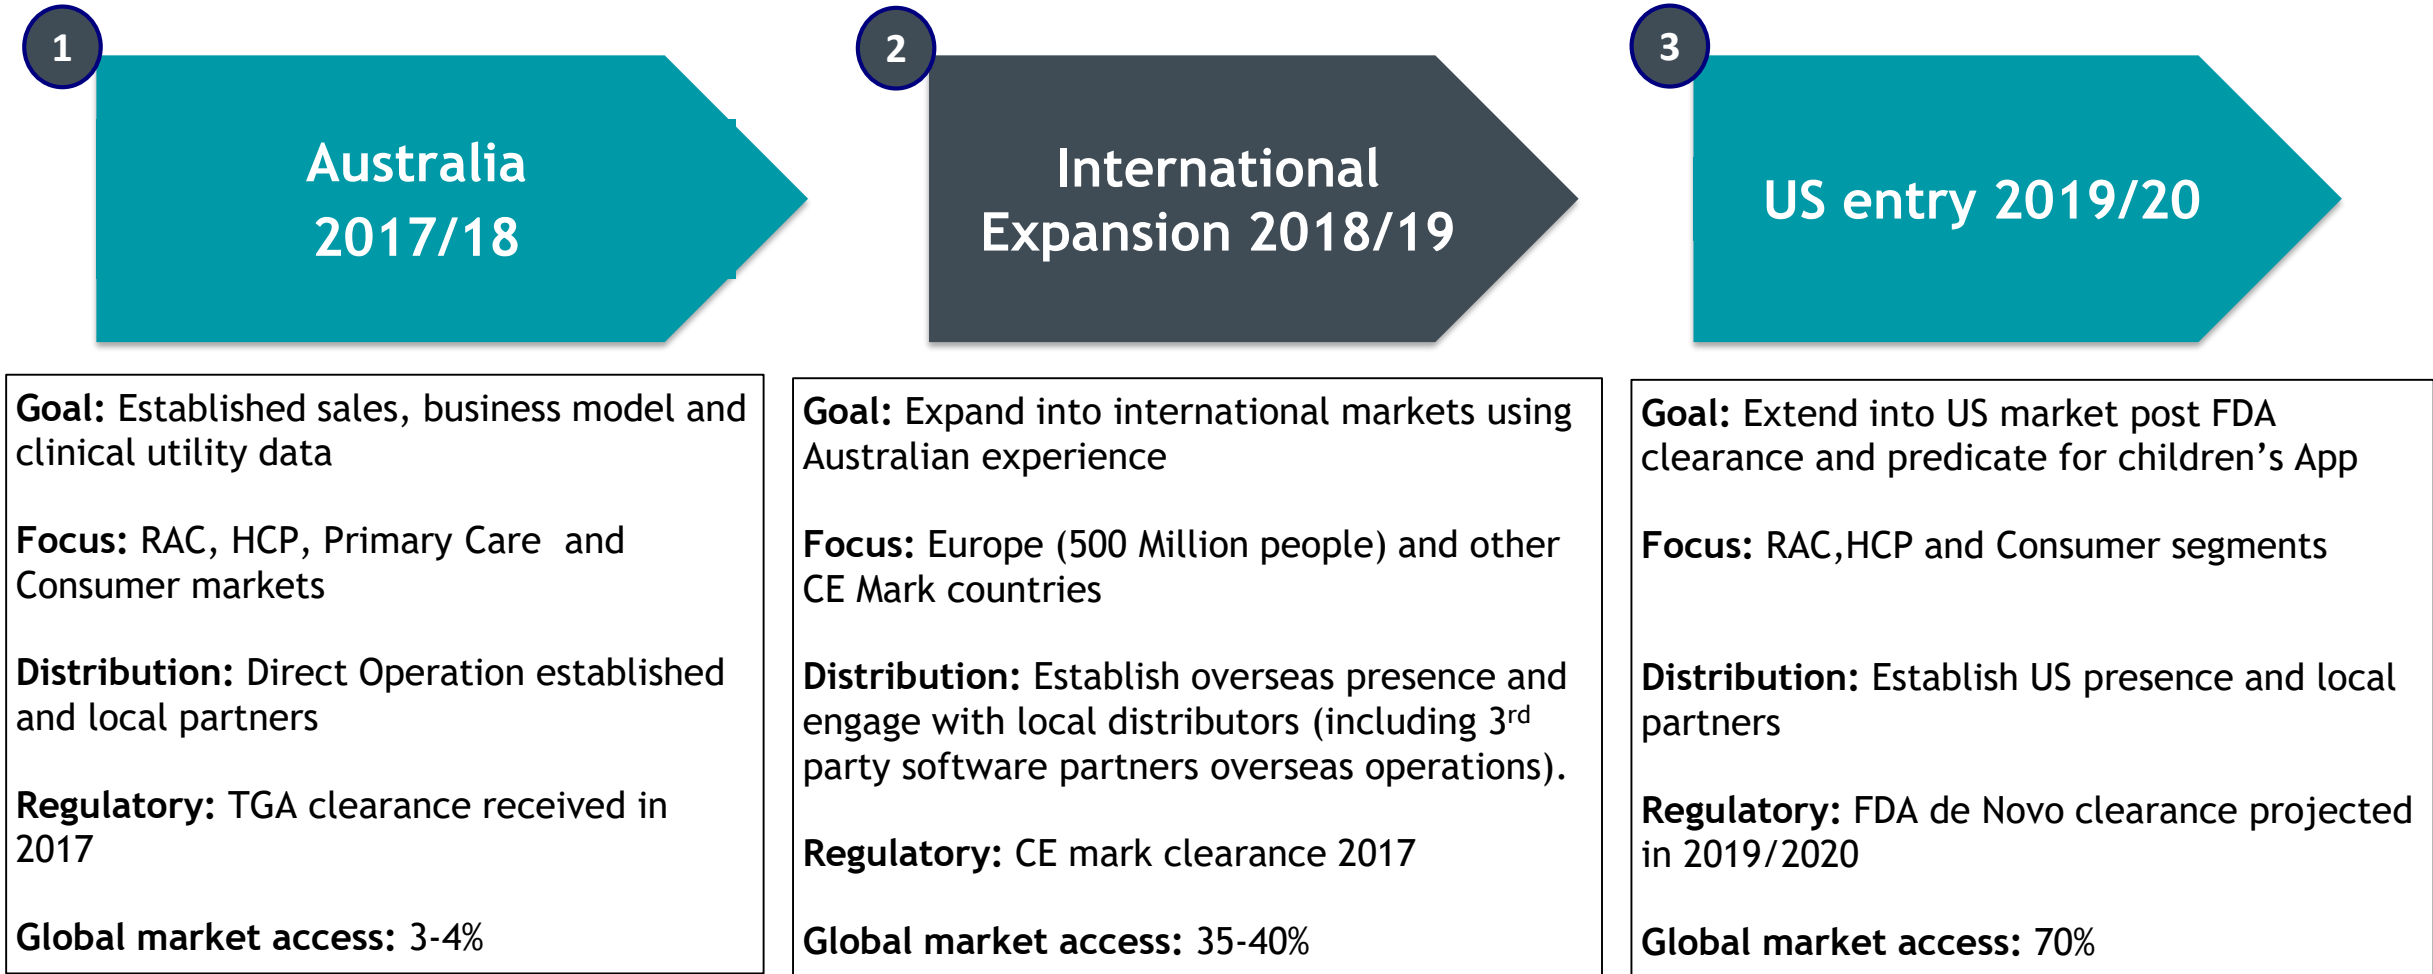 1
Australia
2017/18
Goal: Established sales, business model and
clinical utility data
Focus: RAC, HCP, Primary Care  and
Consumer markets
Distribution: Direct Operation established
and local partners
Regulatory: TGA clearance received in
2017
Global market access: 3-4%
2
International
Expansion 2018/19
Goal: Expand into international markets using
Australian experience
Focus: Europe (500 Million people) and other
CE Mark countries
Distribution: Establish overseas presence and
engage with local distributors (including 3rd
party software partners overseas operations).
Regulatory: CE mark clearance 2017
Global market access: 35-40%
3
US entry 2019/20
Goal: Extend into US market post FDA
clearance and predicate for children’s App
Focus: RAC,HCP and Consumer segments
Distribution: Establish US presence and local
partners
Regulatory: FDA de Novo clearance projected
in 2019/2020
Global market access: 70%